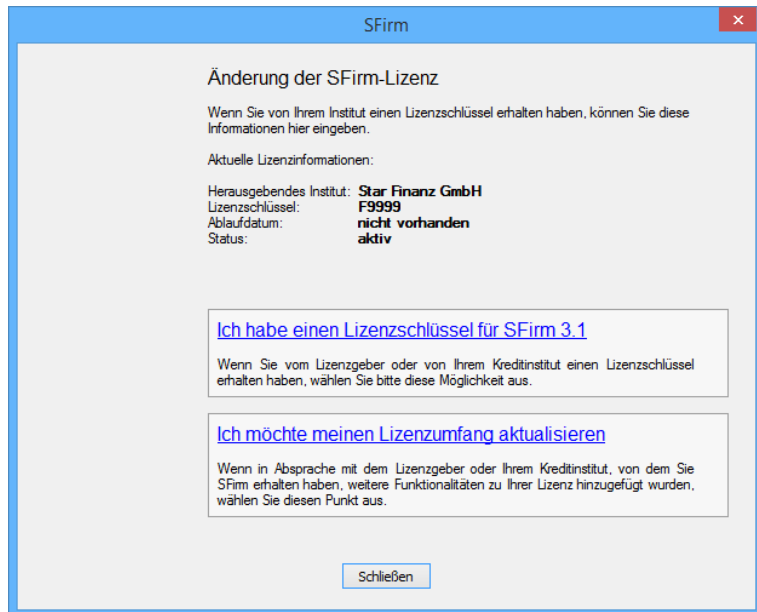 SFirm
Änderung der SFirm-Lizenz
Wenn Sie von Ihrem Institut einen Lizenzschlüssel erhalten haben, können Sie diese
Informationen hier eingeben.
Aktuelle Lizenzinformationen:
Herausgebendes Institut: Star Finanz GmbH
Lizenzschlüssel: F9999
Ablaufdatum: nicht vorhanden
Status: aktiv
Ich habe einen Lizenzschlüssel für SFirm 3.1
Wenn Sie vom Lizenzgeber oder von Ihrem Kreditinstitut einen Lizenzschlüssel
erhalten haben, wählen Sie bitte diese Möglichkeit aus.
Ich möchte meinen Lizenzumfang aktualisieren
Wenn in Absprache mit dem Lizenzgeber oder Ihrem Kreditinstitut, von dem Sie
SFirm erhalten haben, weitere Funktionalitäten zu Ihrer Lizenz hinzugefügt wurden,
wählen Sie diesen Punkt aus.
Schließen